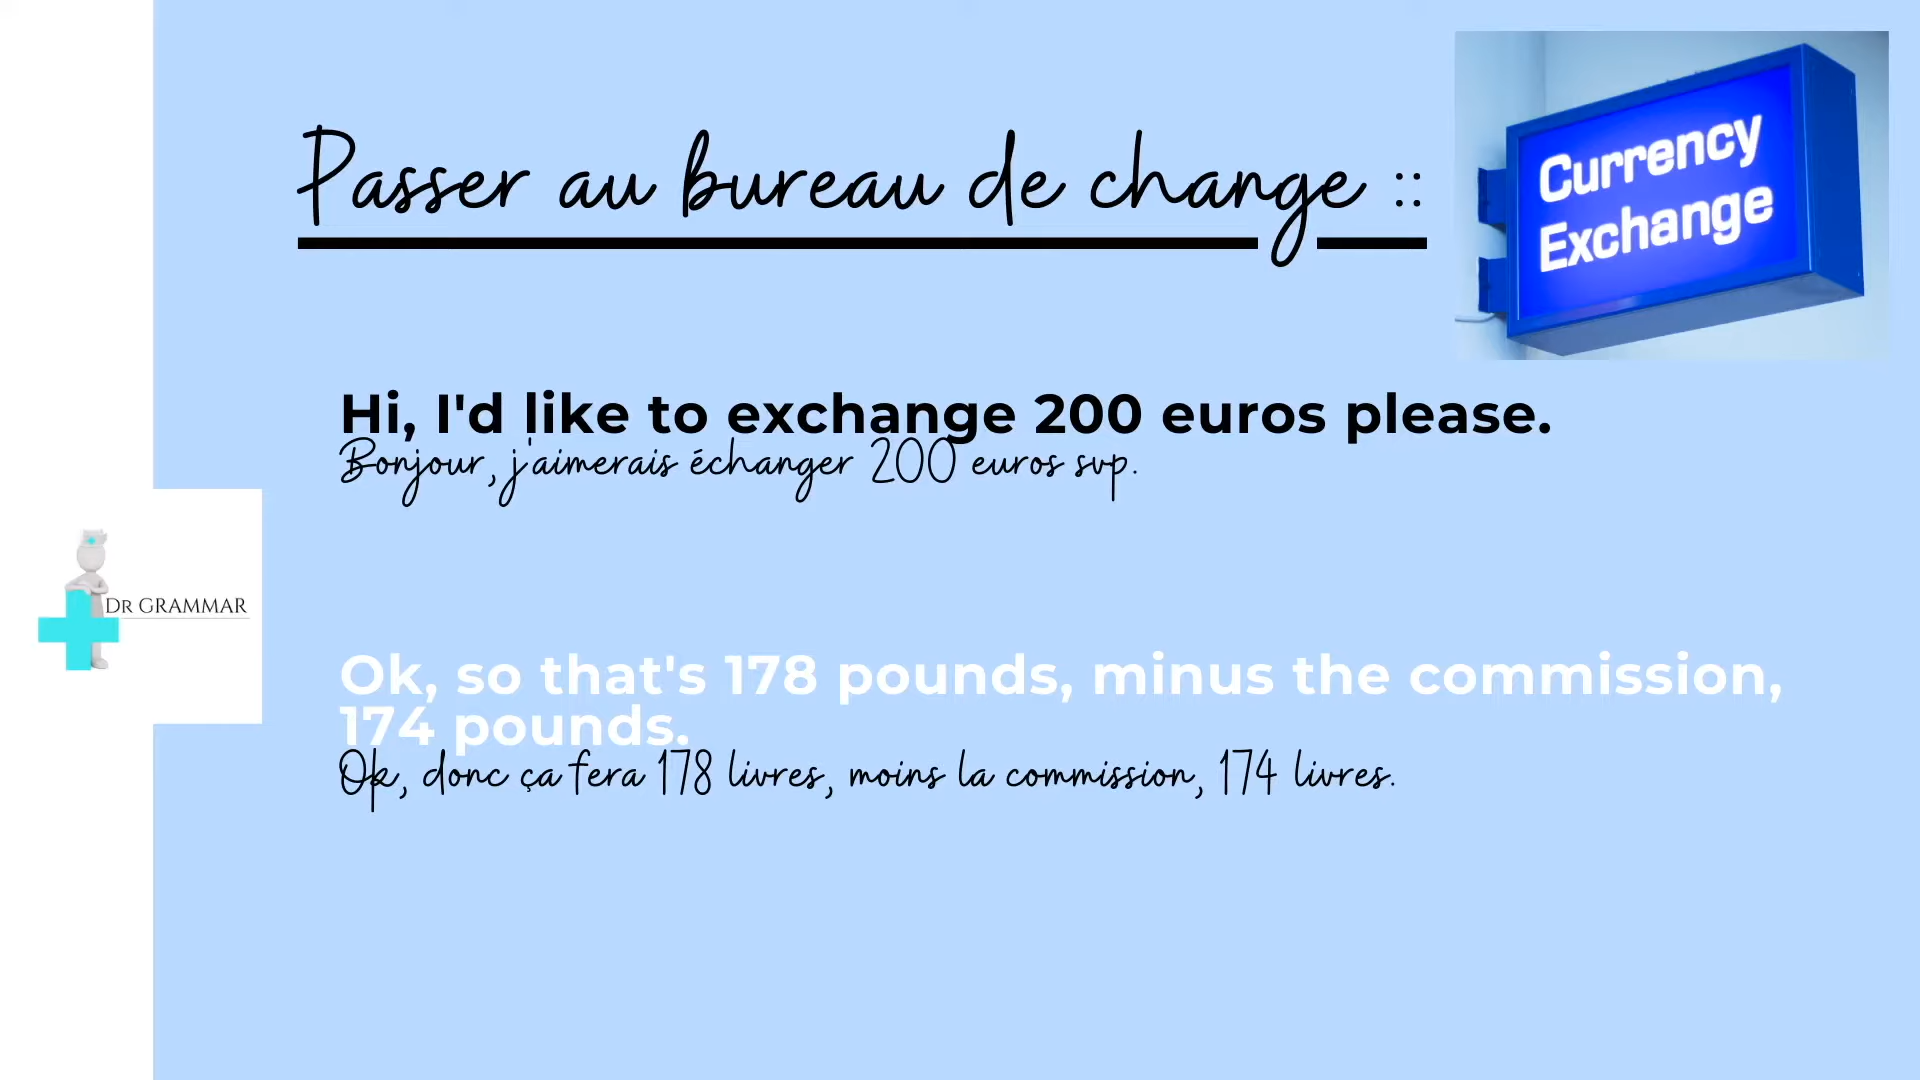 Passer au bureau de change ::
Currency
Exchange
Hi, I'd like to exchange 200 euros please.
Bonjour, j'aimerais échanger 200 euros svp.
DR GRAMMAR
Ok, so that's 178 pounds, minus the commission,
174 pounds.
Ok, donc ça fera 178 livres, moins la commission, 174 livres.